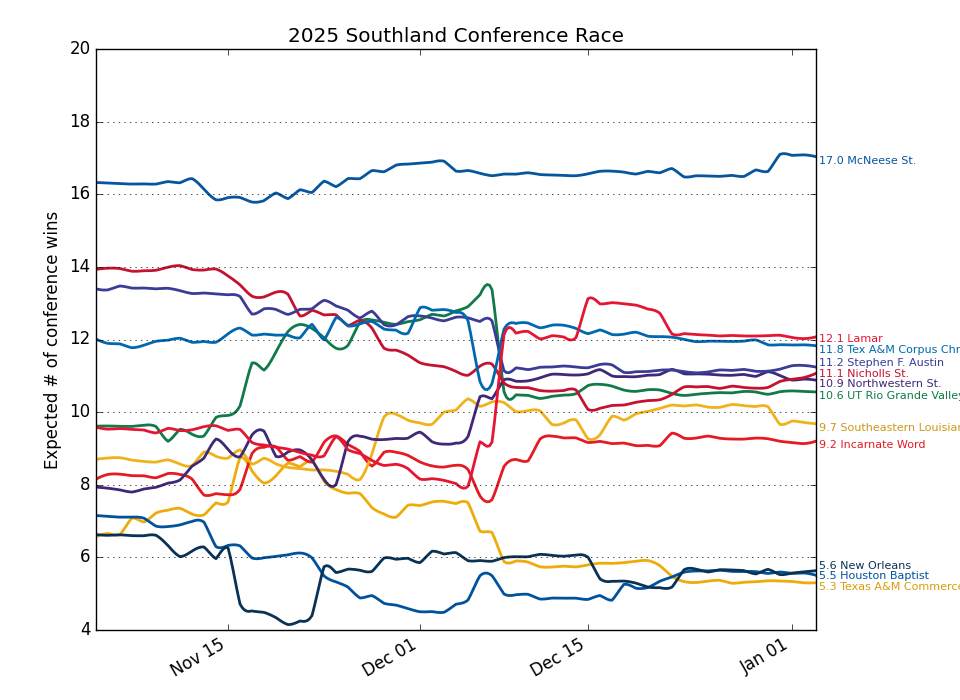 2025 Southland Conference Race
Expected # of conference wins
20
18
16
14
12
10
8
6
4
Nov 15
Dec 01
Dec 15
Jan 01
17.0 McNeese St.
12.1 Lamar
11.8 Tex A&M Corpus Chr
11.2 Stephen F. Austin
11.1 Nicholls St.
10.9 Northwestern St.
10.6 UT Rio Grande Valley
9.7 Southeastern Louisian
9.2 Incarnate Word
5.6 New Orleans
5.5 Houston Baptist
5.3 Texas A&M Commerce